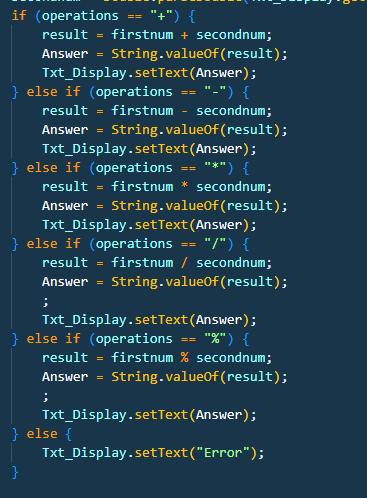 if (operations == "+") {
result = firstnum + secondnum;
Answer = String.valueOf(result);
Txt_Display.setText(Answer);
} else if (operations == "-") {
result = firstnum - secondnum;
Answer = String.valueOf(result);
Txt_Display.setText(Answer);
} else if (operations == "*") {
result = firstnum * secondnum;
Answer = String.valueOf(result);
Txt_Display.setText(Answer);
} else if (operations == "/") {
result = firstnum / secondnum;
Answer = String.valueOf(result);
;
Txt_Display.setText(Answer);
} else if (operations == "%") {
result = firstnum % secondnum;
Answer = String.valueOf(result);
;
Txt_Display.setText(Answer);
} else {
Txt_Display.setText("Error");
}